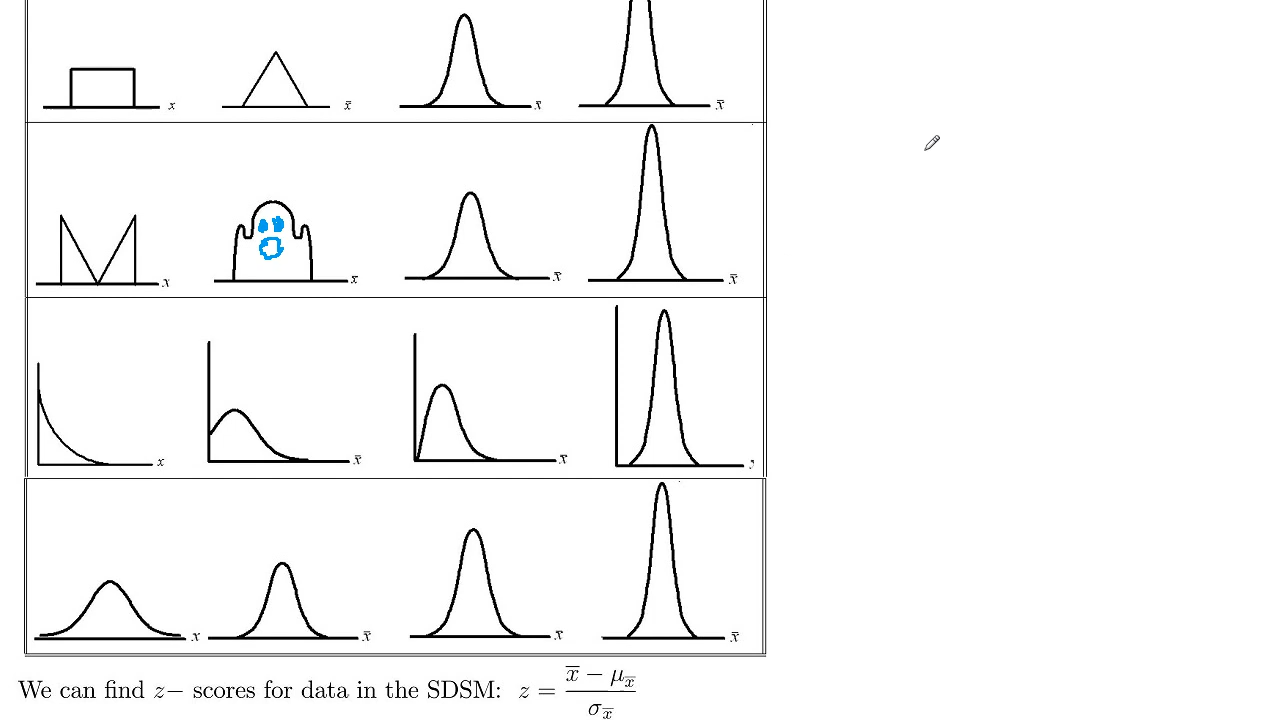 x x̄ x̄ x̄
x x̄ x̄ x̄
x x̄ x̄
x x̄ x̄ x̄
We can find z− scores for data in the SDSM: z = (x̄ − μ_x̄) / σ_x̄